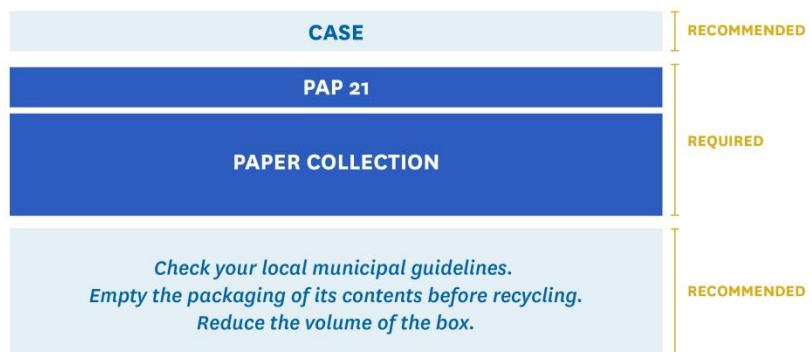 CASE
RECOMMENDED
PAP 21
PAPER COLLECTION
REQUIRED
Check your local municipal guidelines.
Empty the packaging of its contents before recycling.
Reduce the volume of the box.
RECOMMENDED